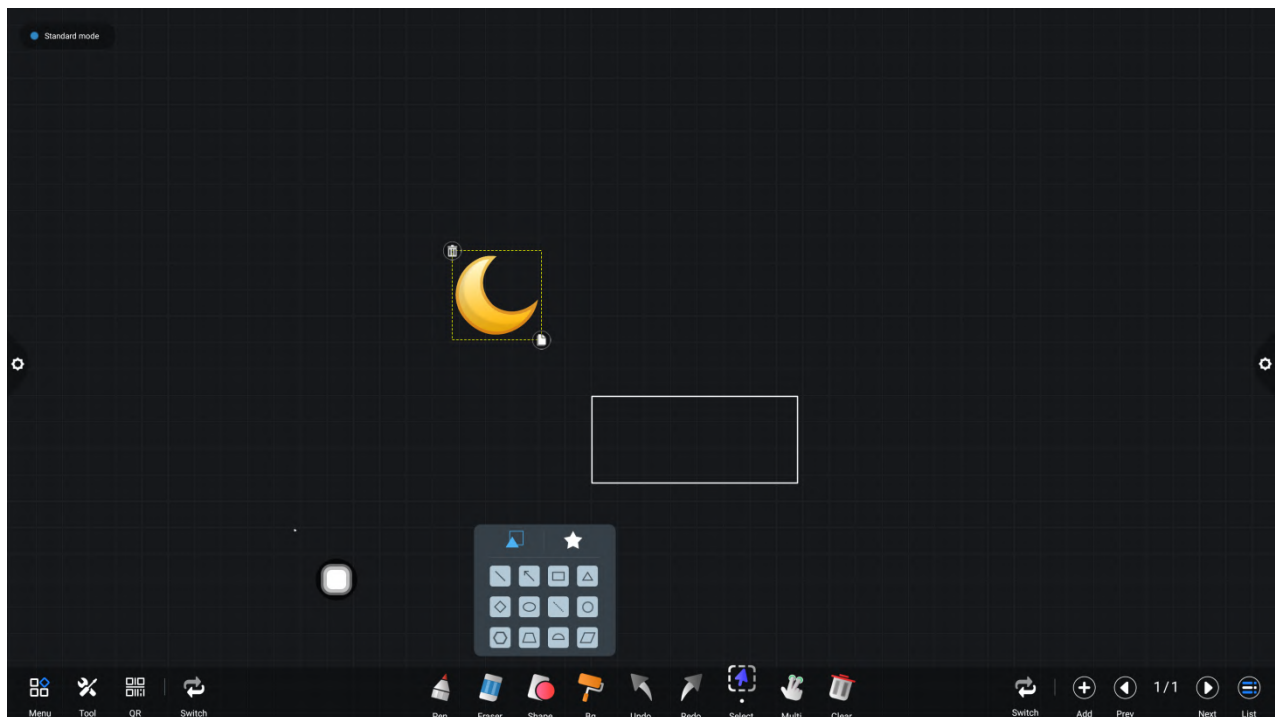 Standard mode
1/1
Menu Tool QR Switch Pen Eraser Shape Bg Undo Redo Select Multi Clear Switch Add Prev Next List